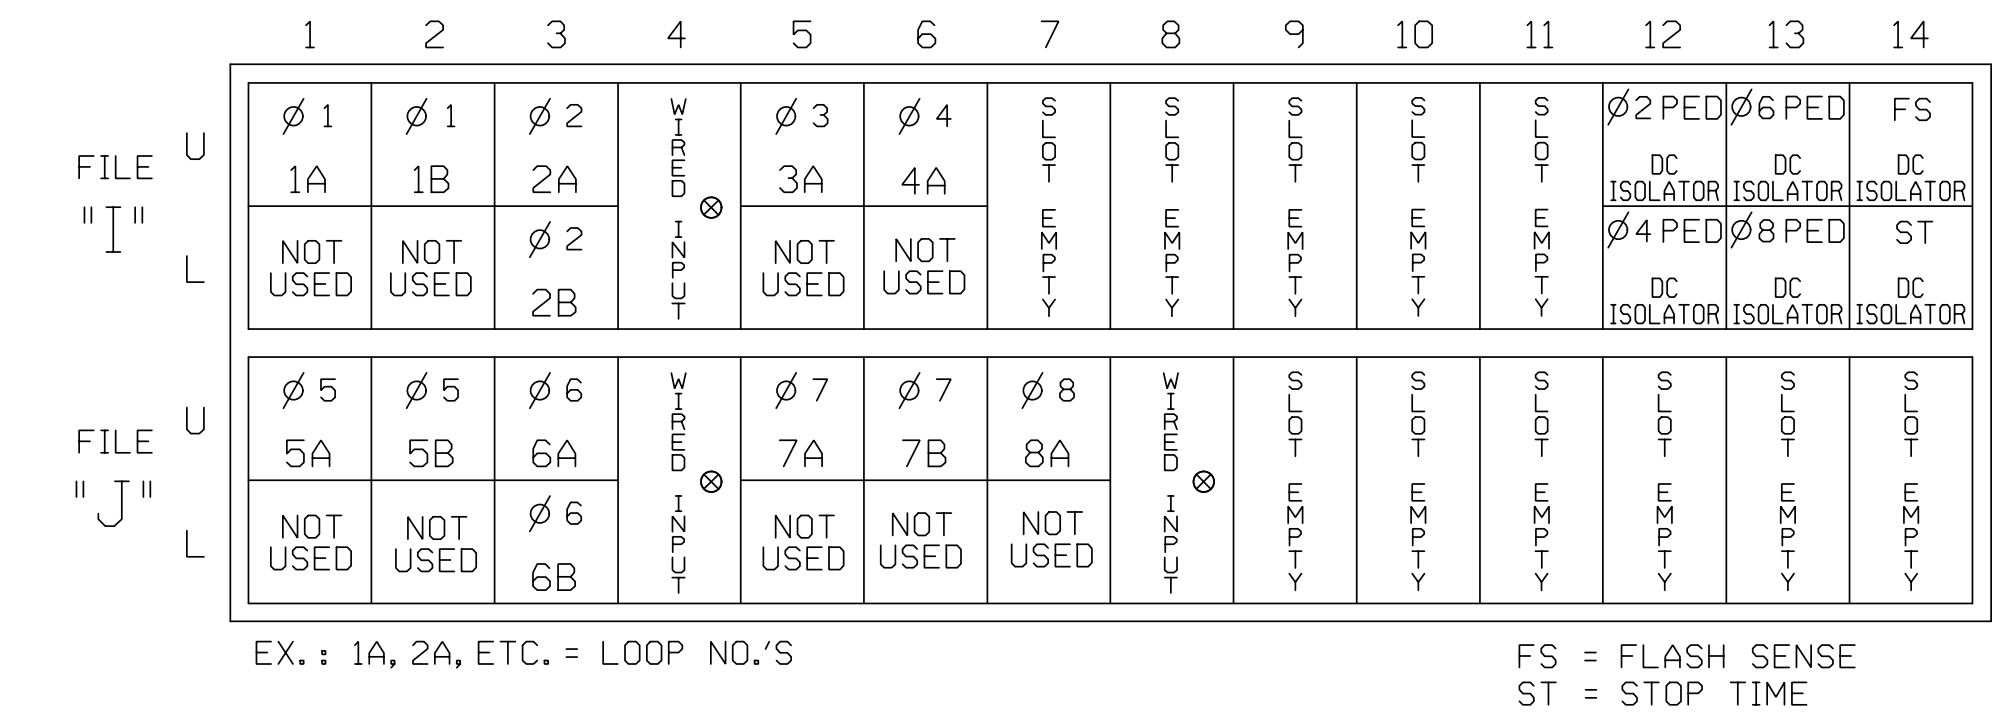 1 2 3 4 5 6 7 8 9 10 11 12 13 14
FILE "I"
U
Ø 1 1A
Ø 1 1B
Ø 2 2A
WIRED INPUT
Ø 3 3A
Ø 4 4A
SLOT EMPTY
SLOT EMPTY
SLOT EMPTY
SLOT EMPTY
SLOT EMPTY
Ø2 PED DC ISOLATOR
Ø6 PED DC ISOLATOR
FS DC ISOLATOR
L
NOT USED
NOT USED
Ø 2 2B
NOT USED
NOT USED
Ø4 PED DC ISOLATOR
Ø8 PED DC ISOLATOR
ST DC ISOLATOR
FILE "J"
U
Ø 5 5A
Ø 5 5B
Ø 6 6A
WIRED INPUT
Ø 7 7A
Ø 7 7B
Ø 8 8A
WIRED INPUT
SLOT EMPTY
SLOT EMPTY
SLOT EMPTY
SLOT EMPTY
SLOT EMPTY
SLOT EMPTY
L
NOT USED
NOT USED
Ø 6 6B
NOT USED
NOT USED
NOT USED
EX.: 1A, 2A, ETC. = LOOP NO.'S
FS = FLASH SENSE
ST = STOP TIME